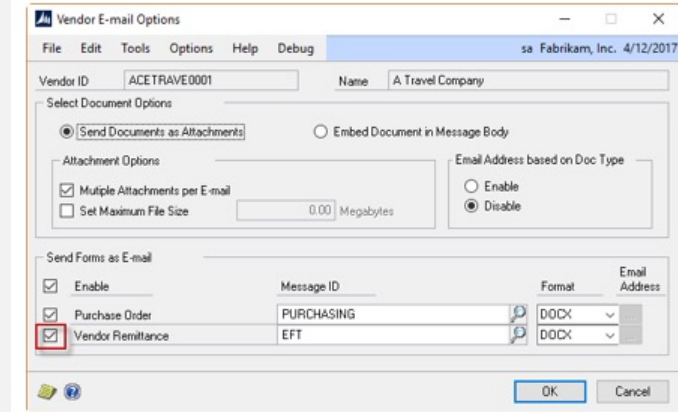 Vendor E-mail Options
File Edit Tools Options Help Debug sa Fabrikam, Inc. 4/12/2017
Vendor ID ACETRAVE0001 Name A Travel Company
Select Document Options
Send Documents as Attachments Embed Document in Message Body
Attachment Options Email Address based on Doc Type
Mutiple Attachments per E-mail Enable
Set Maximum File Size 0.00 Megabytes Disable
Send Forms as E-mail
Enable Message ID Format Email Address
Purchase Order PURCHASING DOCX
Vendor Remittance EFT DOCX
OK Cancel